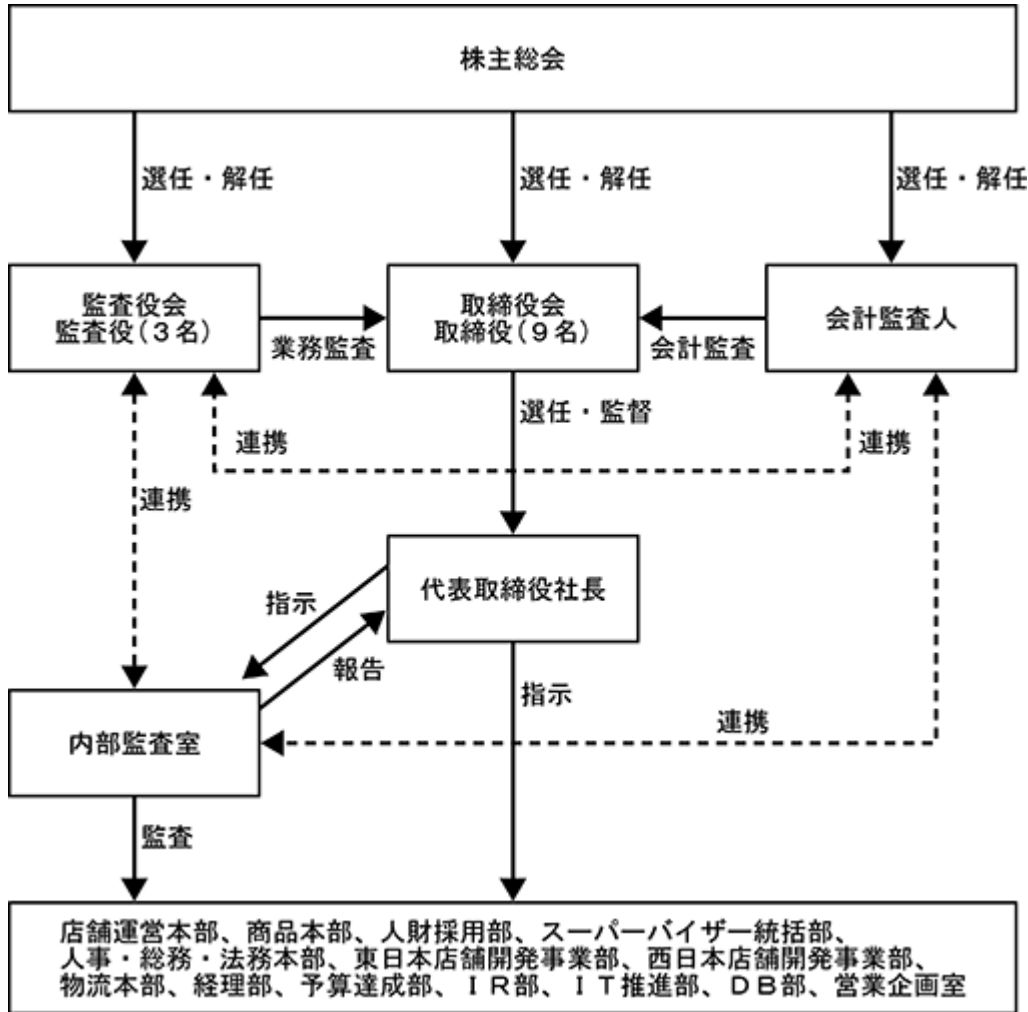 株主総会
選任・解任
選任・解任
選任・解任
監査役会
監査役(3名)
業務監査
取締役会
取締役(9名)
会計監査
会計監査人
選任・監督
連携
連携
連携
代表取締役社長
指示
報告
指示
連携
内部監査室
監査
店舗運営本部、商品本部、人財採用部、スーパーバイザー統括部、
人事・総務・法務本部、東日本店舗開発事業部、西日本店舗開発事業部、
物流本部、経理部、予算達成部、IR部、IT推進部、DB部、営業企画室